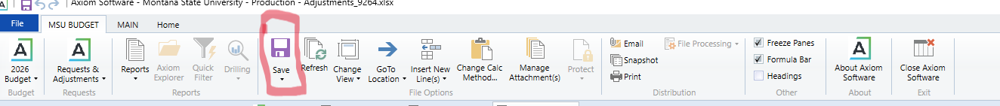 Axiom Software - Montana State University - Production - Adjustments_9264.xlsx
File MSU BUDGET MAIN Home
A 2026 Budget
A Requests & Adjustments
Reports
Axiom Explorer
Quick Filter
Drilling
Save
Refresh
Change View
GoTo Location
Insert New Line(s)
Change Calc Method...
Manage Attachment(s)
Protect
Email
Snapshot
Print
File Processing
Freeze Panes
Formula Bar
Headings
A About Axiom Software
Close Axiom Software
Budget Requests Reports File Options Distribution Other About Exit